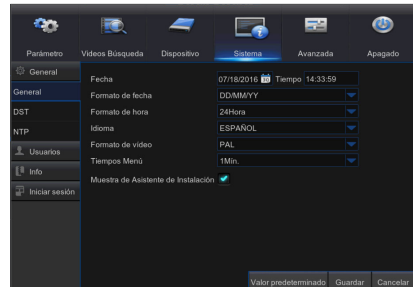 Parámetro Videos Búsqueda Dispositivo Sistema Avanzada Apagado
General
General
DST
NTP
Usuarios
Info
Iniciar sesión
Fecha 07/18/2016 Tiempo 14:33:59
Formato de fecha DD/MM/YY
Formato de hora 24Hora
Idioma ESPAÑOL
Formato de vídeo PAL
Tiempos Menú 1Min.
Muestra de Asistente de Instalación
Valor predeterminado Guardar Cancelar